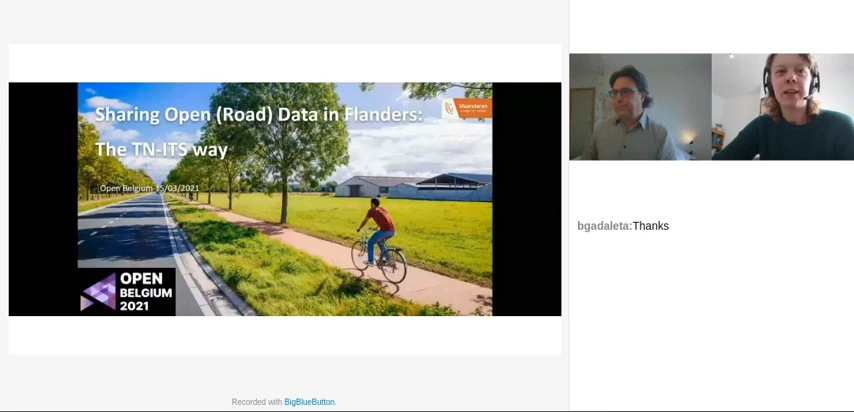 Sharing Open (Road) Data in Flanders:
The TN-ITS way
Open Belgium 15/03/2021
Vlaanderen
OPEN
BELGIUM
2021
bgadaleta:Thanks
Recorded with BigBlueButton.